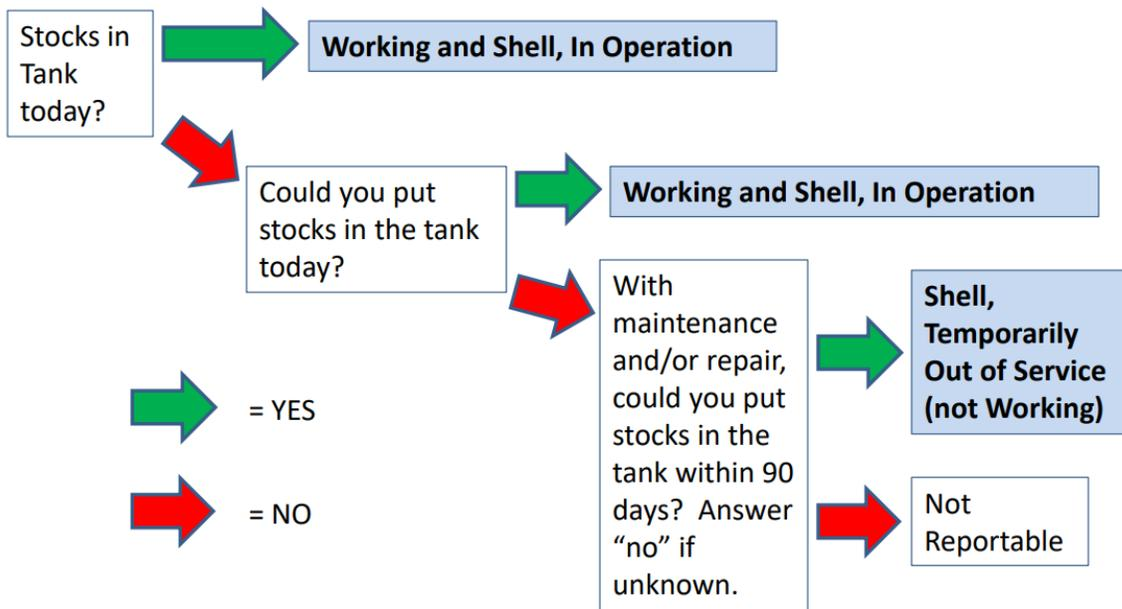 Stocks in
Tank
today?
Working and Shell, In Operation
Could you put
stocks in the tank
today?
Working and Shell, In Operation
With
maintenance
and/or repair,
could you put
stocks in the
tank within 90
days?  Answer
“no” if
unknown.
Shell,
Temporarily
Out of Service
(not Working)
Not
Reportable
= YES
= NO